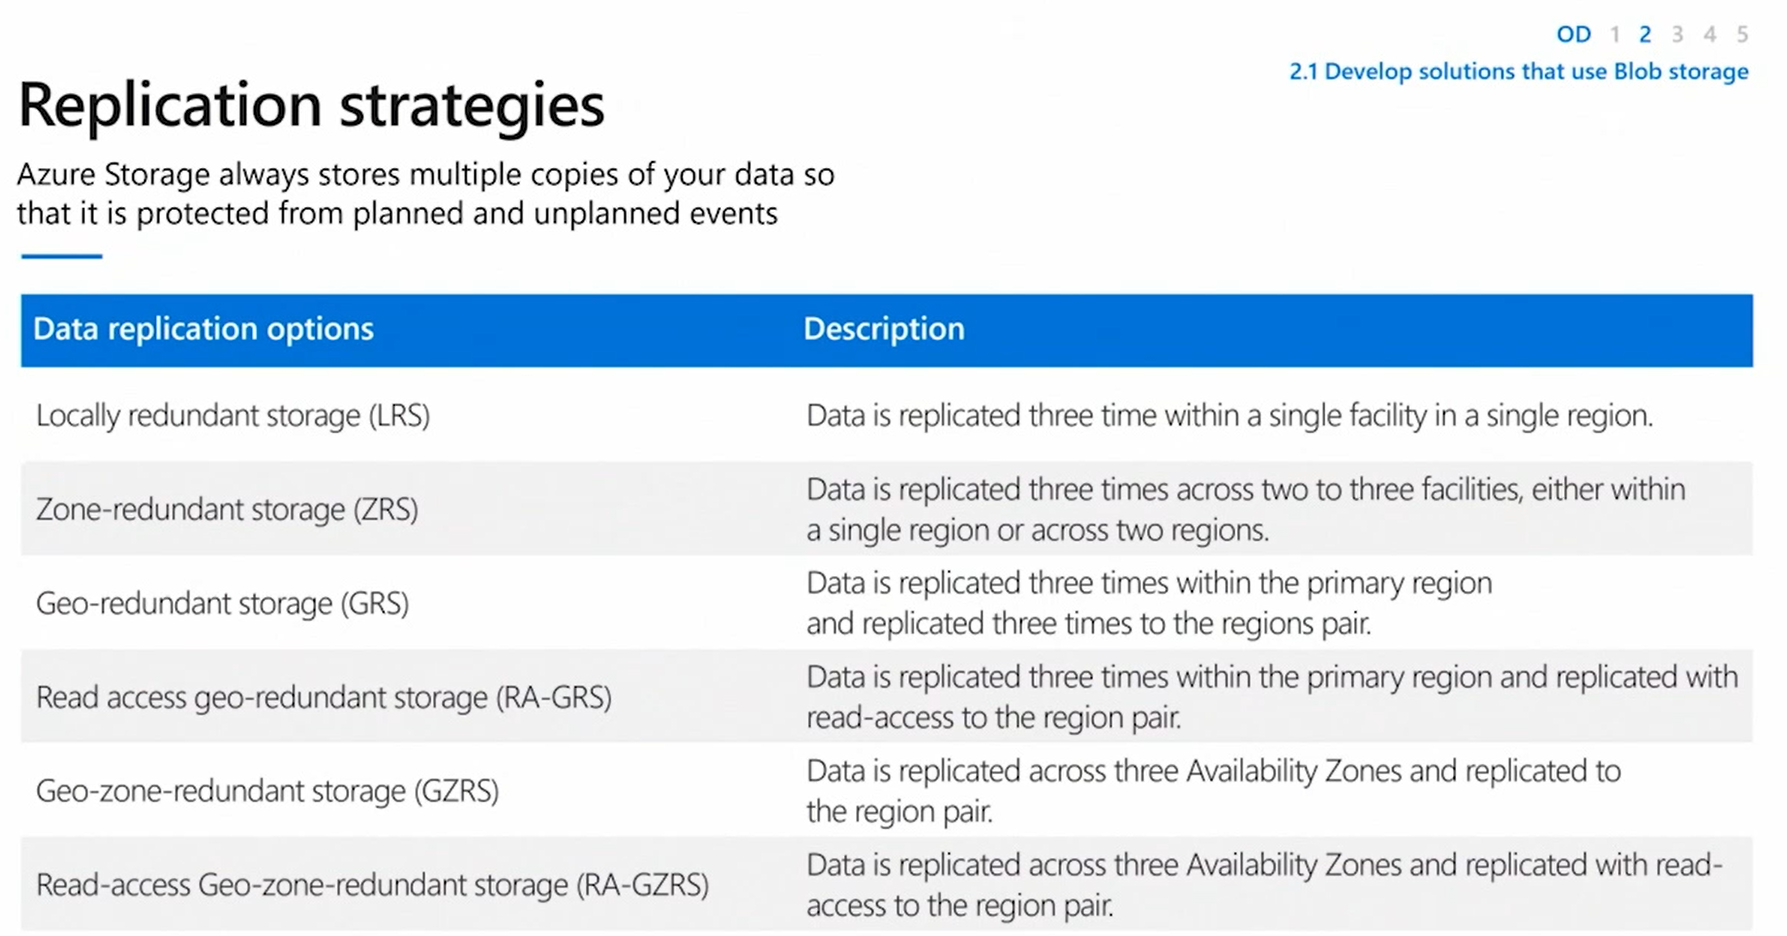 OD 1 2 3 4 5
2.1 Develop solutions that use Blob storage
Replication strategies
Azure Storage always stores multiple copies of your data so
that it is protected from planned and unplanned events
Data replication options Description
Locally redundant storage (LRS) Data is replicated three time within a single facility in a single region.
Zone-redundant storage (ZRS) Data is replicated three times across two to three facilities, either within
a single region or across two regions.
Geo-redundant storage (GRS) Data is replicated three times within the primary region
and replicated three times to the regions pair.
Read access geo-redundant storage (RA-GRS) Data is replicated three times within the primary region and replicated with
read-access to the region pair.
Geo-zone-redundant storage (GZRS) Data is replicated across three Availability Zones and replicated to
the region pair.
Read-access Geo-zone-redundant storage (RA-GZRS) Data is replicated across three Availability Zones and replicated with read-
access to the region pair.